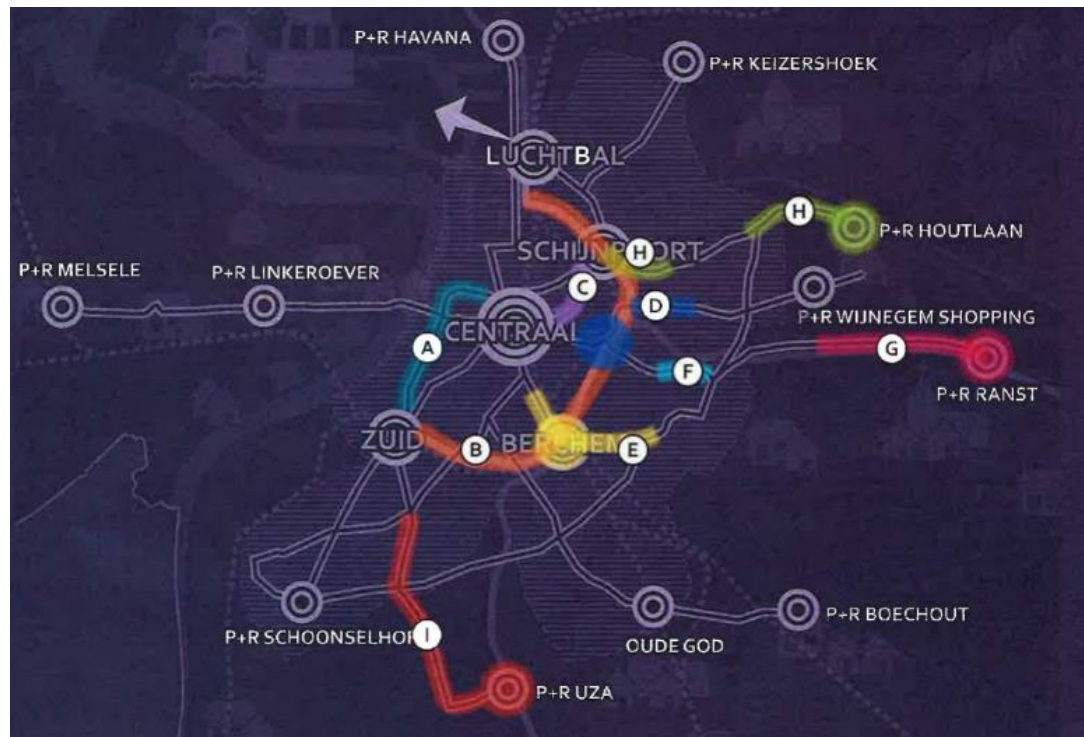 P+R HAVANA
P+R KEIZERSHOEK
LUCHTBAL
H
P+R HOUTLAAN
SCHIJNPOORT
H
P+R MELSELE
P+R LINKEROEVER
C
D
P+R WIJNEGEM SHOPPING
CENTRAAL
A
F
G
P+R RANST
ZUID
B
BERCHEM
E
P+R SCHOONSELHOF
I
OUDE GOD
P+R BOECHOUT
P+R UZA